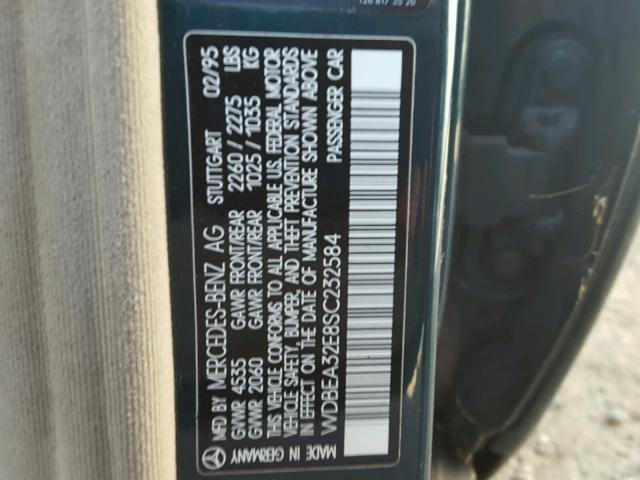 MFD BY MERCEDES-BENZ AG STUTTGART 02/95
GVWR 4535 GAWR FRONT/REAR 2260 / 2275 LBS
GVWR 2060 GAWR FRONT/REAR 1025 / 1035 KG
THIS VEHICLE CONFORMS TO ALL APPLICABLE U.S. FEDERAL MOTOR
VEHICLE SAFETY, BUMPER, AND THEFT PREVENTION STANDARDS
IN EFFECT ON THE DATE OF MANUFACTURE SHOWN ABOVE
WDBEA32E8SC232584 PASSENGER CAR
MADE IN GERMANY